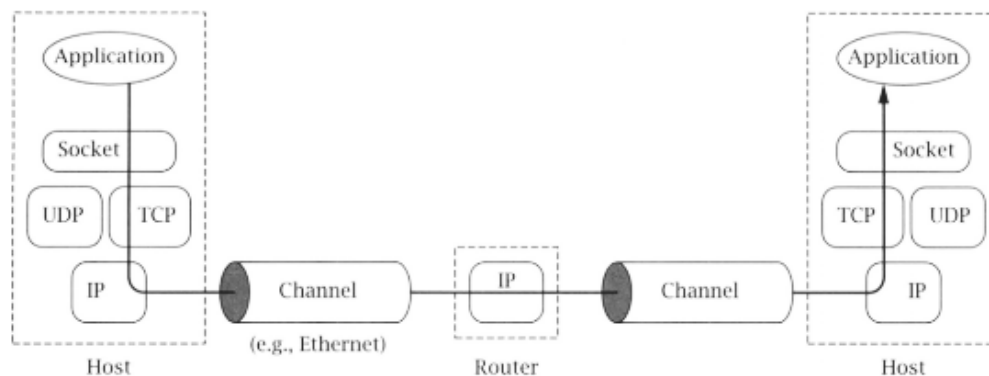 Application
Application
Socket
Socket
UDP
TCP
TCP
UDP
IP
Channel
IP
Channel
IP
(e.g., Ethernet)
Host
Router
Host